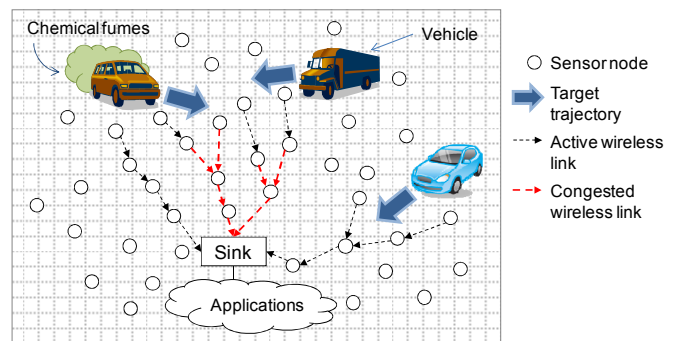 Chemical fumes
Vehicle
Sensor node
Target
trajectory
Active wireless
link
Congested
wireless link
Sink
Applications